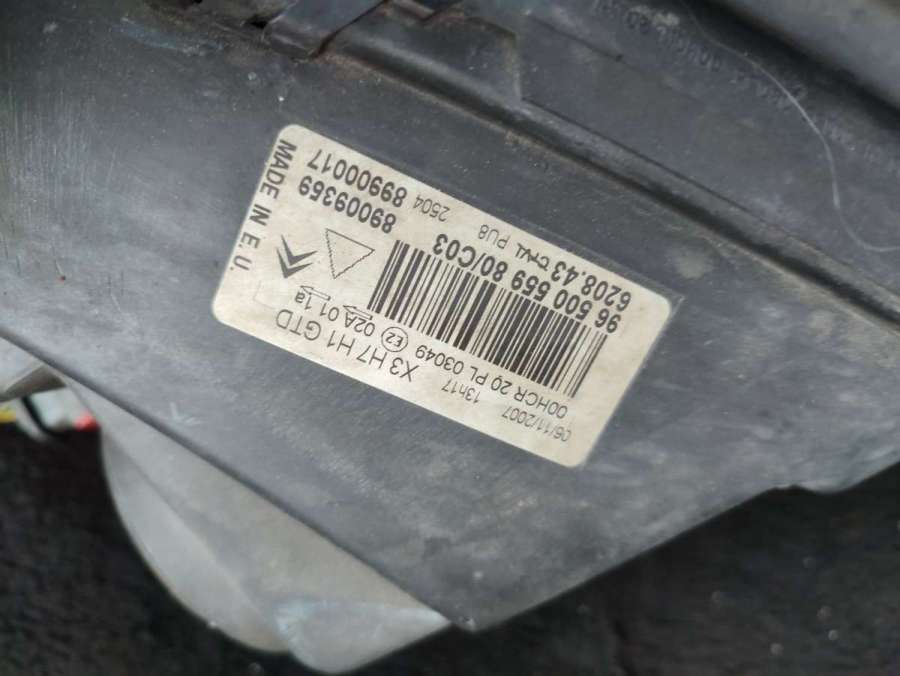 06/11/2007
13h17
X3 H7 H1 GTD
00HCR 20 PL 03049 E2 02A 01 1a
96 500 559 80/C03
6208.43 PU8
89009369
2504 89900017
MADE IN E.U.